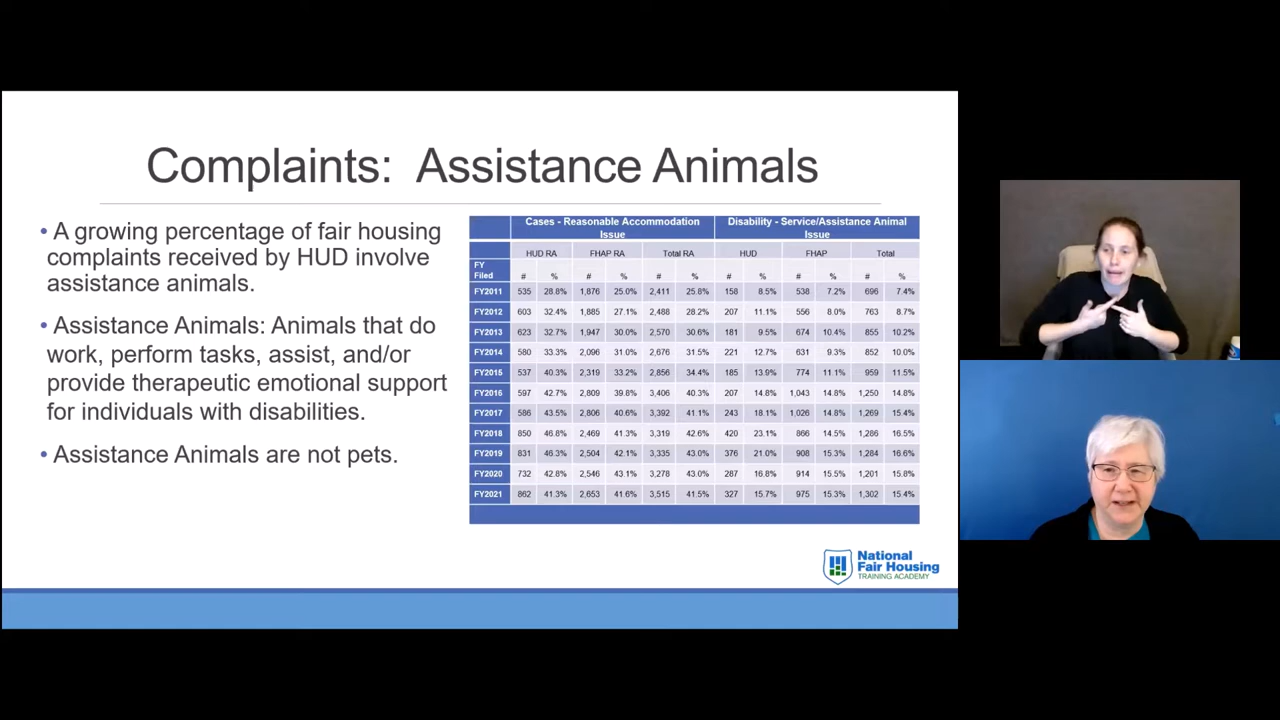 Complaints: Assistance Animals
• A growing percentage of fair housing
complaints received by HUD involve
assistance animals.
• Assistance Animals: Animals that do
work, perform tasks, assist, and/or
provide therapeutic emotional support
for individuals with disabilities.
• Assistance Animals are not pets.
Cases - Reasonable Accommodation Issue Disability - Service/Assistance Animal Issue
HUD RA FHAP RA Total RA HUD FHAP Total
FY Filed # % # % # % # % # % # %
FY2011 535 28.8% 1,876 25.0% 2,411 25.8% 158 8.5% 538 7.2% 696 7.4%
FY2012 603 32.4% 1,885 27.1% 2,488 28.2% 207 11.1% 556 8.0% 763 8.7%
FY2013 623 32.7% 1,947 30.0% 2,570 30.6% 181 9.5% 674 10.4% 855 10.2%
FY2014 580 33.3% 2,096 31.0% 2,676 31.5% 221 12.7% 631 9.3% 852 10.0%
FY2015 537 40.3% 2,319 33.2% 2,856 34.4% 185 13.9% 774 11.1% 959 11.5%
FY2016 597 42.7% 2,809 39.8% 3,406 40.3% 207 14.8% 1,043 14.8% 1,250 14.8%
FY2017 586 43.5% 2,806 40.6% 3,392 41.1% 243 18.1% 1,026 14.8% 1,269 15.4%
FY2018 850 46.8% 2,469 41.3% 3,319 42.6% 420 23.1% 866 14.5% 1,286 16.5%
FY2019 831 46.3% 2,504 42.1% 3,335 43.0% 376 21.0% 908 15.3% 1,284 16.6%
FY2020 732 42.8% 2,546 43.1% 3,278 43.0% 287 16.8% 914 15.5% 1,201 15.8%
FY2021 862 41.3% 2,653 41.6% 3,515 41.5% 327 15.7% 975 15.3% 1,302 15.4%
National
Fair Housing
TRAINING ACADEMY